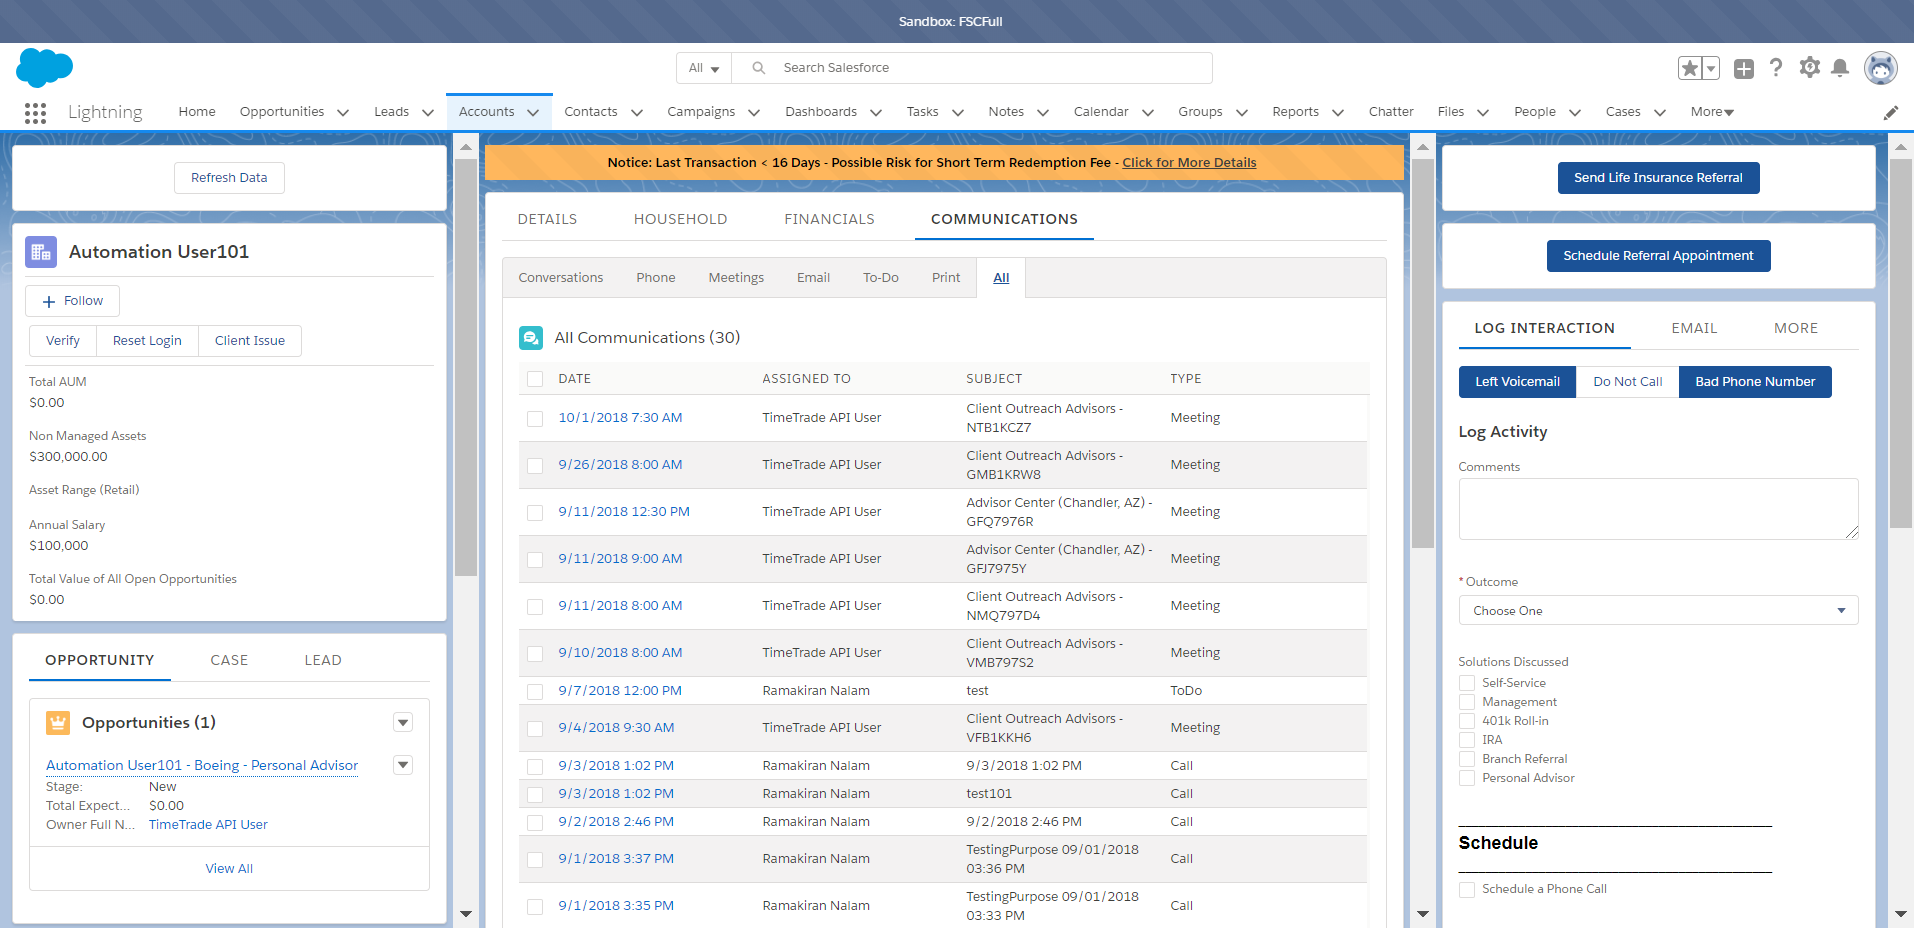 Sandbox: FSCFull
All
Search Salesforce
Lightning
Home Opportunities Leads Accounts Contacts Campaigns Dashboards Tasks Notes Calendar Groups Reports Chatter Files People Cases More
Refresh Data
Automation User101
Follow
Verify Reset Login Client Issue
Total AUM
$0.00
Non Managed Assets
$300,000.00
Asset Range (Retail)
Annual Salary
$100,000
Total Value of All Open Opportunities
$0.00
OPPORTUNITY CASE LEAD
Opportunities (1)
Automation User101 - Boeing - Personal Advisor
Stage: New
Total Expect... $0.00
Owner Full N... TimeTrade API User
View All
Notice: Last Transaction < 16 Days - Possible Risk for Short Term Redemption Fee - Click for More Details
DETAILS HOUSEHOLD FINANCIALS COMMUNICATIONS
Conversations Phone Meetings Email To-Do Print All
All Communications (30)
DATE ASSIGNED TO SUBJECT TYPE
10/1/2018 7:30 AM TimeTrade API User Client Outreach Advisors - NTB1KCZ7 Meeting
9/26/2018 8:00 AM TimeTrade API User Client Outreach Advisors - GMB1KRW8 Meeting
9/11/2018 12:30 PM TimeTrade API User Advisor Center (Chandler, AZ) - GFQ7976R Meeting
9/11/2018 9:00 AM TimeTrade API User Advisor Center (Chandler, AZ) - GFJ7975Y Meeting
9/11/2018 8:00 AM TimeTrade API User Client Outreach Advisors - NMQ797D4 Meeting
9/10/2018 8:00 AM TimeTrade API User Client Outreach Advisors - VMB797S2 Meeting
9/7/2018 12:00 PM Ramakiran Nalam test ToDo
9/4/2018 9:30 AM TimeTrade API User Client Outreach Advisors - VFB1KKH6 Meeting
9/3/2018 1:02 PM Ramakiran Nalam 9/3/2018 1:02 PM Call
9/3/2018 1:02 PM Ramakiran Nalam test101 Call
9/2/2018 2:46 PM Ramakiran Nalam 9/2/2018 2:46 PM Call
9/1/2018 3:37 PM Ramakiran Nalam TestingPurpose 09/01/2018 03:36 PM Call
9/1/2018 3:35 PM Ramakiran Nalam TestingPurpose 09/01/2018 03:33 PM Call
Send Life Insurance Referral
Schedule Referral Appointment
LOG INTERACTION EMAIL MORE
Left Voicemail Do Not Call Bad Phone Number
Log Activity
Comments
* Outcome
Choose One
Solutions Discussed
Self-Service
Management
401k Roll-in
IRA
Branch Referral
Personal Advisor
Schedule
Schedule a Phone Call